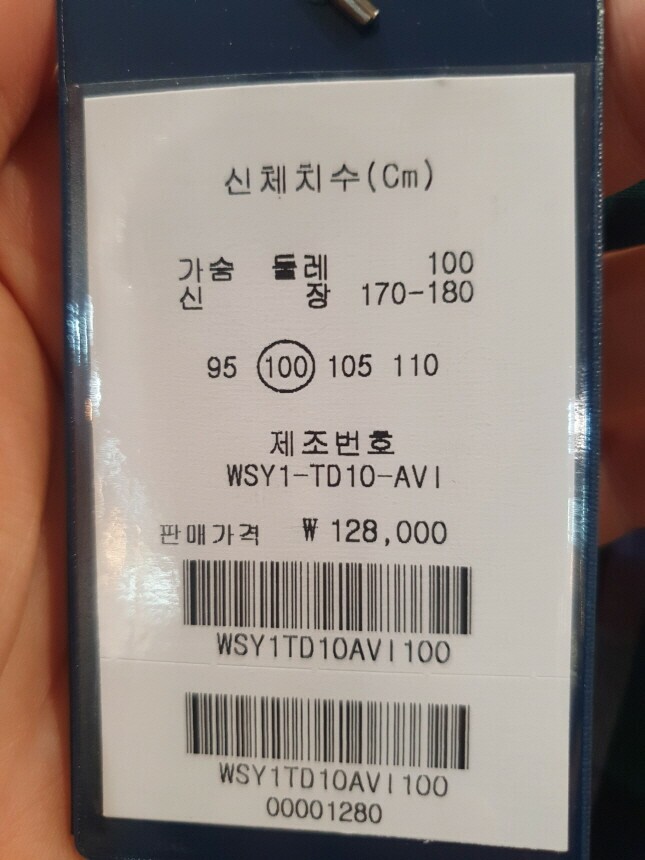 신체치수(Cm)
가슴 둘레 100
신 장 170-180
95 100 105 110
제조번호
WSY1-TD10-AVI
판매가격 ₩ 128,000
WSY1TD10AVI100
WSY1TD10AVI100
00001280